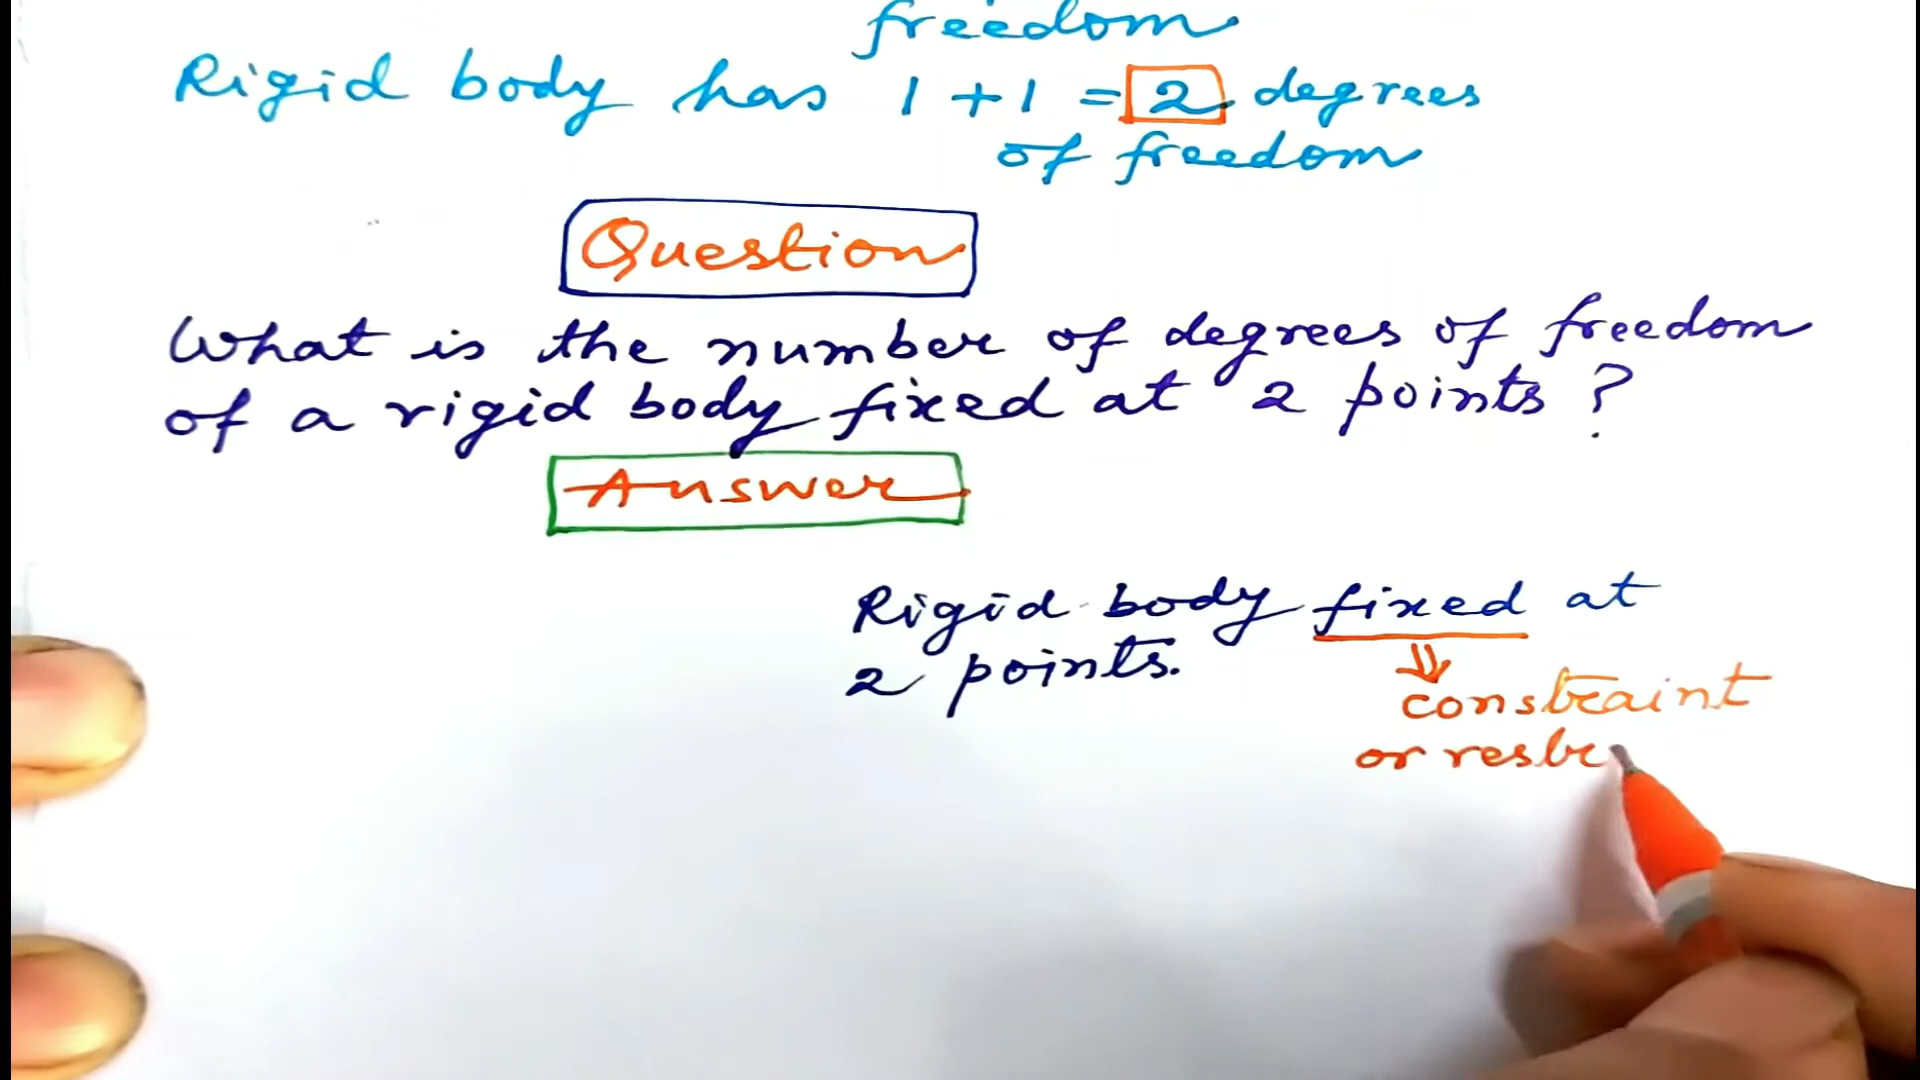 freedom
Rigid body has 1 + 1 = 2 degrees
of freedom
Question
What is the number of degrees of freedom
of a rigid body fixed at 2 points?
Answer
Rigid body fixed at
2 points.
⇓
constraint
or